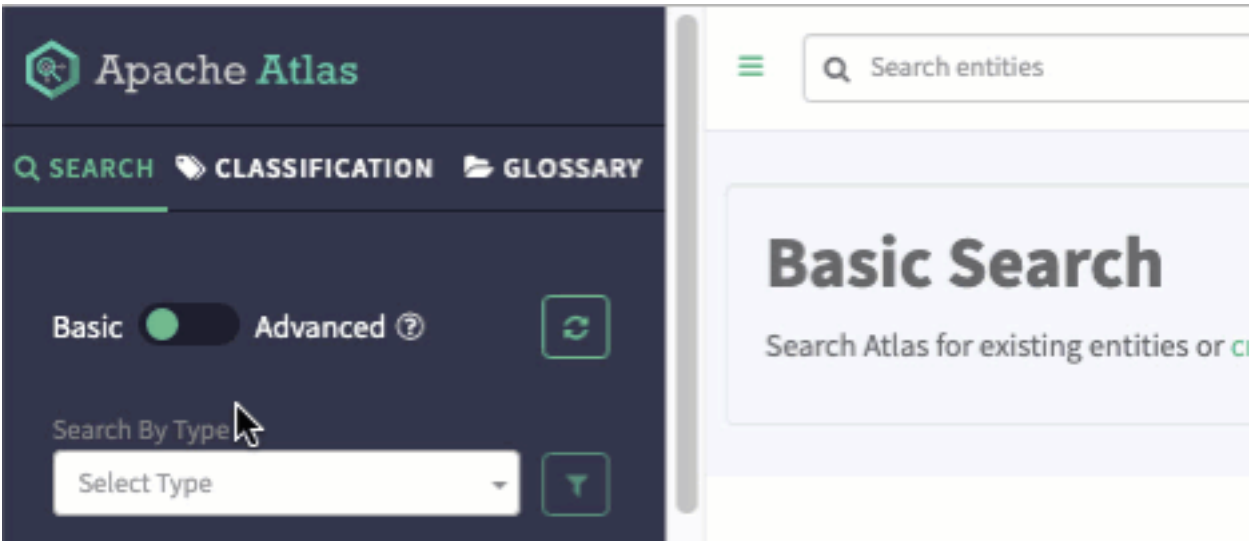 Apache Atlas
SEARCH CLASSIFICATION GLOSSARY
Basic Advanced ?
Search By Type
Select Type
Search entities
Basic Search
Search Atlas for existing entities or